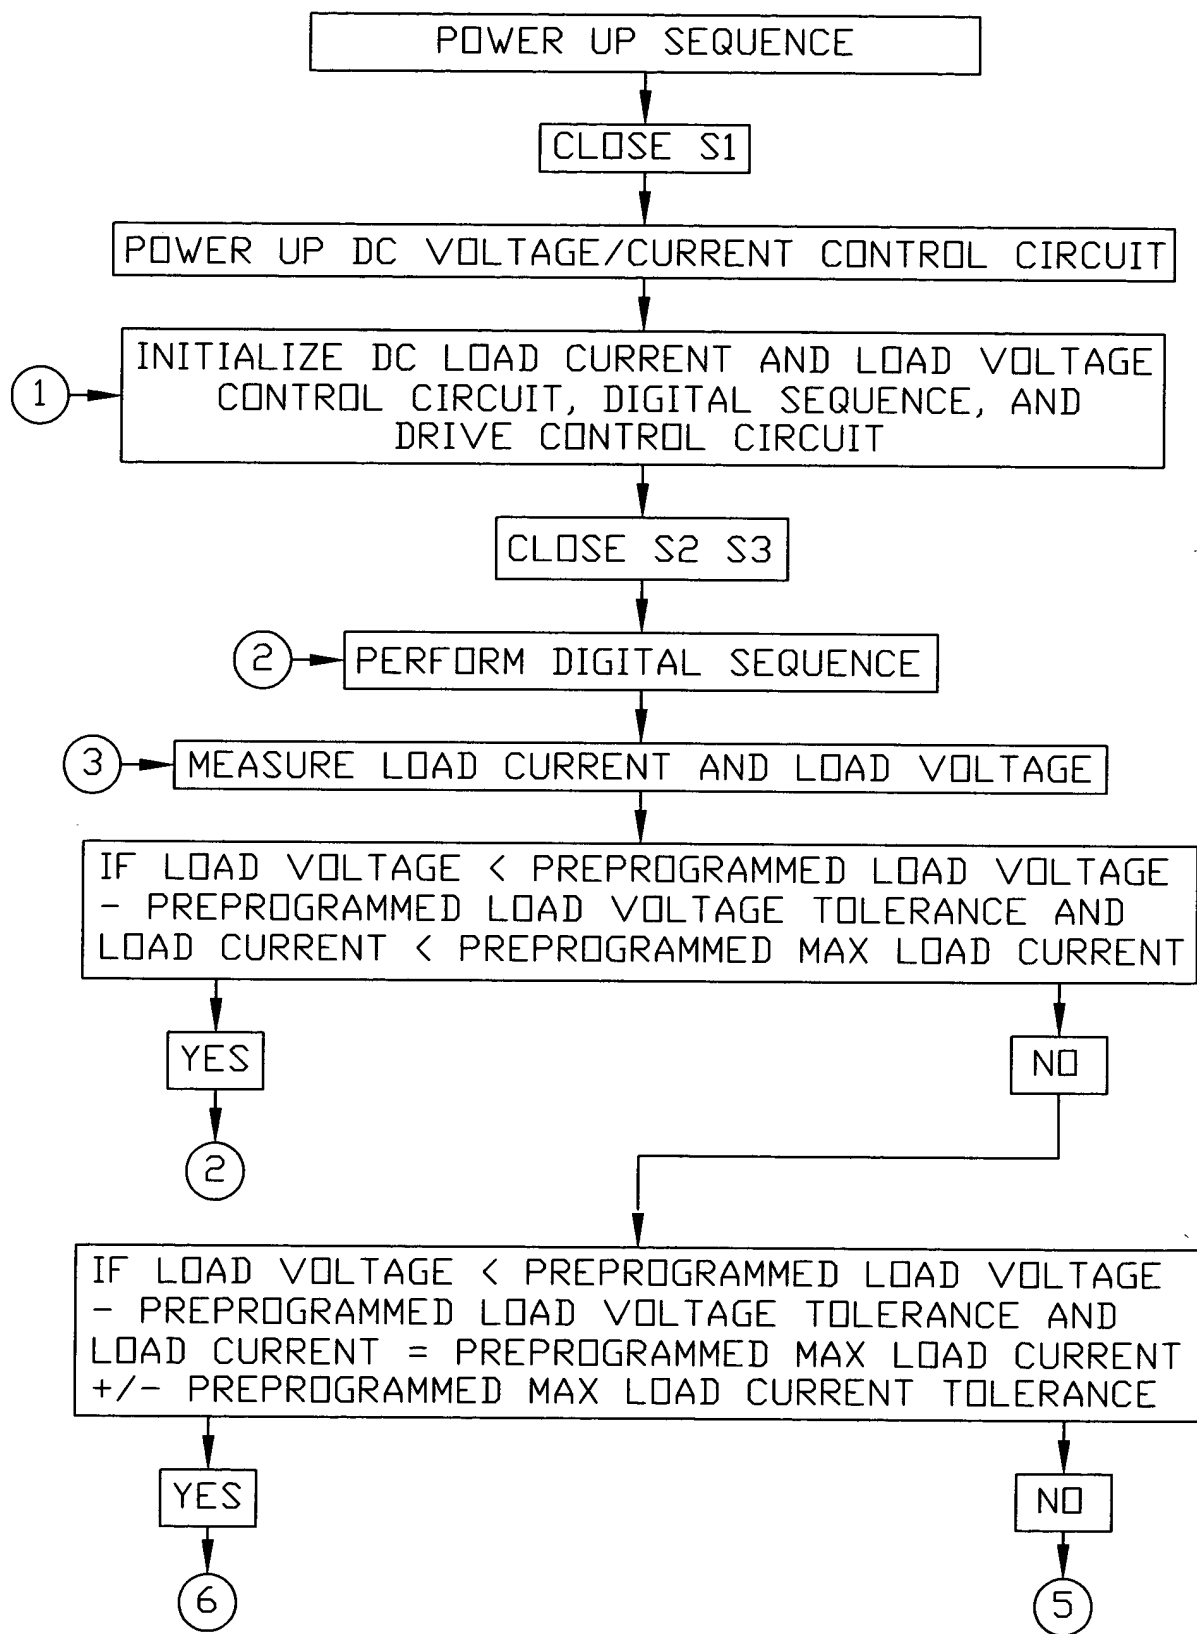 POWER UP SEQUENCE
CLOSE S1
POWER UP DC VOLTAGE/CURRENT CONTROL CIRCUIT
1
INITIALIZE DC LOAD CURRENT AND LOAD VOLTAGE
CONTROL CIRCUIT, DIGITAL SEQUENCE, AND
DRIVE CONTROL CIRCUIT
CLOSE S2 S3
2
PERFORM DIGITAL SEQUENCE
3
MEASURE LOAD CURRENT AND LOAD VOLTAGE
IF LOAD VOLTAGE < PREPROGRAMMED LOAD VOLTAGE
- PREPROGRAMMED LOAD VOLTAGE TOLERANCE AND
LOAD CURRENT < PREPROGRAMMED MAX LOAD CURRENT
YES
NO
2
IF LOAD VOLTAGE < PREPROGRAMMED LOAD VOLTAGE
- PREPROGRAMMED LOAD VOLTAGE TOLERANCE AND
LOAD CURRENT = PREPROGRAMMED MAX LOAD CURRENT
+/- PREPROGRAMMED MAX LOAD CURRENT TOLERANCE
YES
NO
6
5